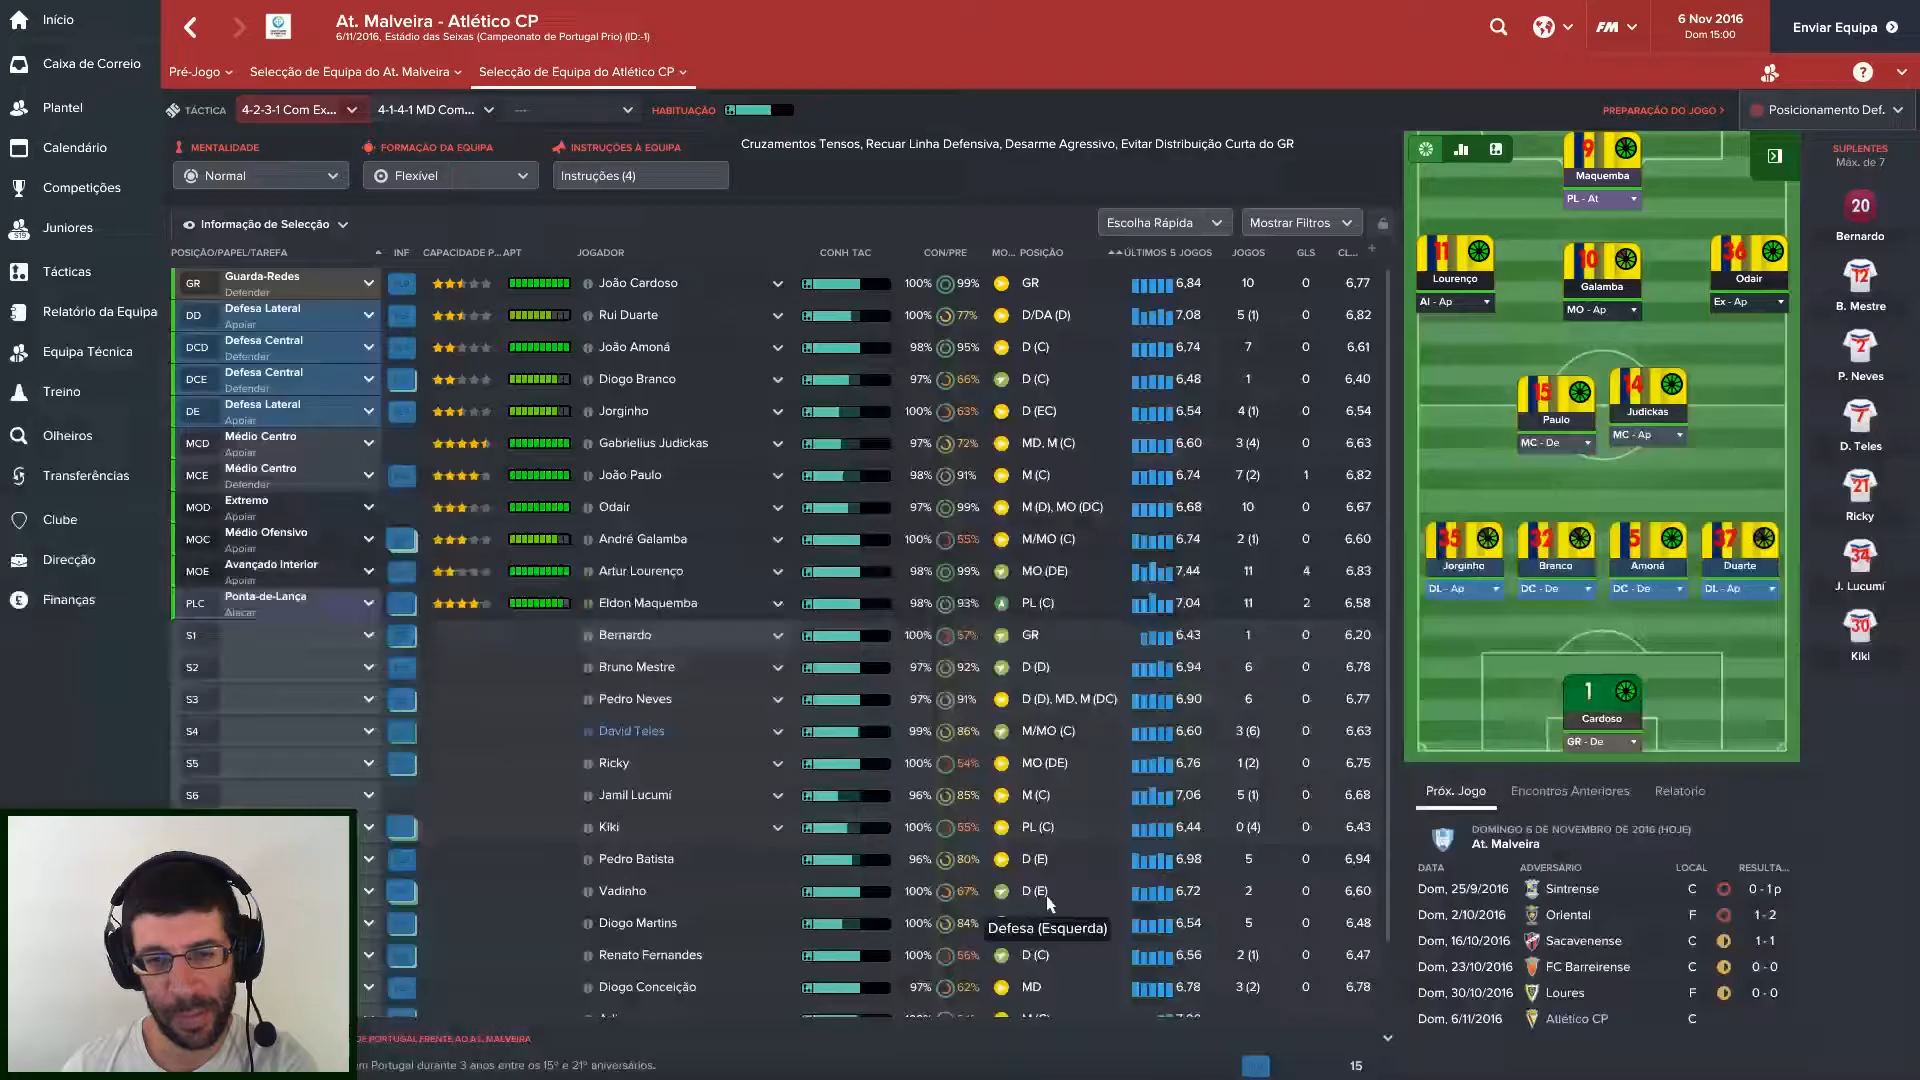 Início
Caixa de Correio
Plantel
Calendário
Competições
Juniores
Tácticas
Relatório da Equipa
Equipa Técnica
Treino
Olheiros
Transferências
Clube
Direcção
Finanças
At. Malveira - Atlético CP
6/11/2016, Estádio das Seixas (Campeonato de Portugal Prio) (ID:-1)
FM
6 Nov 2016
Dom 15:00
Enviar Equipa
Pré-Jogo
Selecção de Equipa do At. Malveira
Selecção de Equipa do Atlético CP
TÁCTICA
4-2-3-1 Com Ex...
4-1-4-1 MD Com...
---
HABITUAÇÃO
PREPARAÇÃO DO JOGO >
Posicionamento Def.
MENTALIDADE
FORMAÇÃO DA EQUIPA
INSTRUÇÕES À EQUIPA
Cruzamentos Tensos, Recuar Linha Defensiva, Desarme Agressivo, Evitar Distribuição Curta do GR
Normal
Flexível
Instruções (4)
Informação de Selecção
Escolha Rápida
Mostrar Filtros
POSIÇÃO/PAPEL/TAREFA INF CAPACIDADE P... APT JOGADOR CONH TAC CON/PRE MO... POSIÇÃO ÚLTIMOS 5 JOGOS JOGOS GLS CL...
GR Guarda-Redes Defender João Cardoso 100% 99% GR 6,84 10 0 6,77
DD Defesa Lateral Apoiar Rui Duarte 100% 77% D/DA (D) 7,08 5 (1) 0 6,82
DCD Defesa Central Defender João Amoná 98% 95% D (C) 6,74 7 0 6,61
DCE Defesa Central Defender Diogo Branco 97% 66% D (C) 6,48 1 0 6,40
DE Defesa Lateral Apoiar Jorginho 100% 63% D (EC) 6,54 4 (1) 0 6,54
MCD Médio Centro Apoiar Gabrielius Judickas 97% 72% MD, M (C) 6,60 3 (4) 0 6,63
MCE Médio Centro Defender João Paulo 98% 91% M (C) 6,74 7 (2) 1 6,82
MOD Extremo Apoiar Odair 97% 99% M (D), MO (DC) 6,68 10 0 6,67
MOC Médio Ofensivo Apoiar André Galamba 100% 55% M/MO (C) 6,74 2 (1) 0 6,60
MOE Avançado Interior Apoiar Artur Lourenço 98% 99% MO (DE) 7,44 11 4 6,83
PLC Ponta-de-Lança Atacar Eldon Maquemba 98% 93% PL (C) 7,04 11 2 6,58
S1 Bernardo 100% 57% GR 6,43 1 0 6,20
S2 Bruno Mestre 97% 92% D (D) 6,94 6 0 6,78
S3 Pedro Neves 97% 91% D (D), MD, M (DC) 6,90 6 0 6,77
S4 David Teles 99% 86% M/MO (C) 6,60 3 (6) 0 6,63
S5 Ricky 100% 54% MO (DE) 6,76 1 (2) 0 6,75
S6 Jamil Lucumí 96% 85% M (C) 7,06 5 (1) 0 6,68
Kiki 100% 55% PL (C) 6,44 0 (4) 0 6,43
Pedro Batista 96% 80% D (E) 6,98 5 0 6,94
Vadinho 100% 67% D (E) 6,72 2 0 6,60
Diogo Martins 100% 84% 6,54 5 0 6,48
Defesa (Esquerda)
Renato Fernandes 100% 56% D (C) 6,56 2 (1) 0 6,47
Diogo Conceição 97% 62% MD 6,78 3 (2) 0 6,78
DE PORTUGAL FRENTE AO AT. MALVEIRA
em Portugal durante 3 anos entre os 15º e 21º aniversários.
15
9
Maquemba
PL - At
11 10 36
Lourenço Galamba Odair
AI - Ap MO - Ap Ex - Ap
15 14
Paulo Judickas
MC - De MC - Ap
35 32 5 37
Jorginho Branco Amoná Duarte
DL - Ap DC - De DC - De DL - Ap
1
Cardoso
GR - De
SUPLENTES
Máx. de 7
20
Bernardo
12
B. Mestre
2
P. Neves
7
D. Teles
21
Ricky
34
J. Lucumí
30
Kiki
Próx. Jogo
Encontros Anteriores
Relatorio
DOMINGO 6 DE NOVEMBRO DE 2016 (HOJE)
At. Malveira
DATA ADVERSÁRIO LOCAL RESULTA...
Dom, 25/9/2016 Sintrense C 0 - 1 p
Dom, 2/10/2016 Oriental F 1 - 2
Dom, 16/10/2016 Sacavenense C 1 - 1
Dom, 23/10/2016 FC Barreirense C 0 - 0
Dom, 30/10/2016 Loures F 0 - 0
Dom, 6/11/2016 Atlético CP C